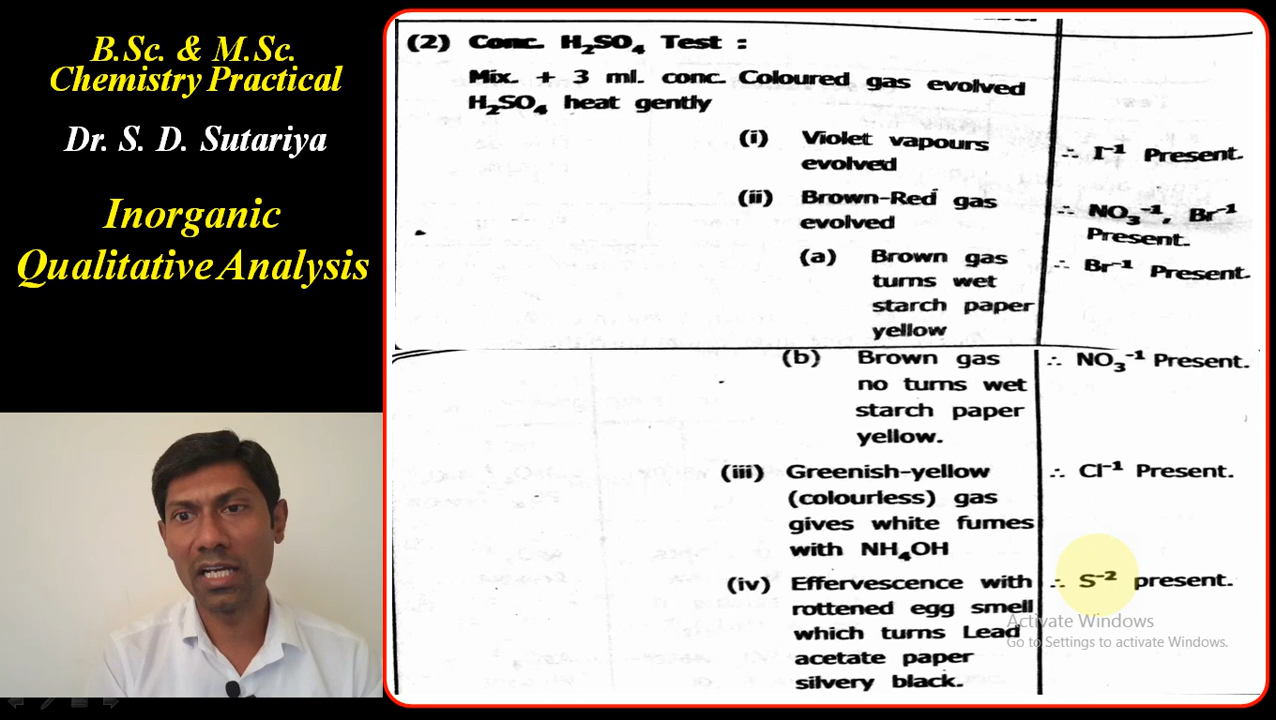 B.Sc. & M.Sc.
Chemistry Practical
Dr. S. D. Sutariya
Inorganic
Qualitative Analysis
(2) Conc. H₂SO₄ Test :
Mix. + 3 ml. conc. Coloured gas evolved
H₂SO₄ heat gently
(i) Violet vapours ∴ I⁻¹ Present.
evolved
(ii) Brown-Red gas ∴ NO₃⁻¹, Br⁻¹
evolved Present.
(a) Brown gas ∴ Br⁻¹ Present.
turns wet
starch paper
yellow
(b) Brown gas ∴ NO₃⁻¹ Present.
no turns wet
starch paper
yellow.
(iii) Greenish-yellow ∴ Cl⁻¹ Present.
(colourless) gas
gives white fumes
with NH₄OH
(iv) Effervescence with ∴ S⁻² present.
rottened egg smell
which turns Lead
acetate paper
silvery black.
Activate Windows
Go to Settings to activate Windows.